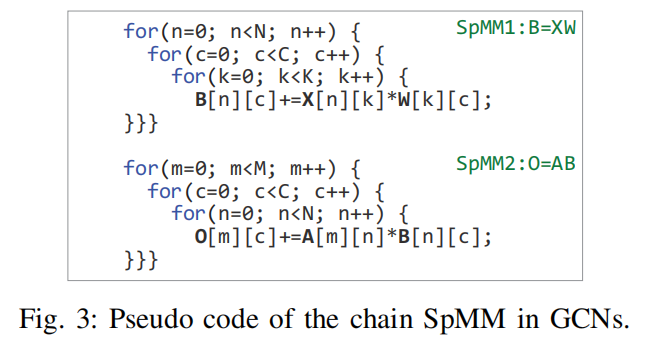 for(n=0; n<N; n++) { SpMM1:B=XW
for(c=0; c<C; c++) {
for(k=0; k<K; k++) {
B[n][c]+=X[n][k]*W[k][c];
}}}
for(m=0; m<M; m++) { SpMM2:O=AB
for(c=0; c<C; c++) {
for(n=0; n<N; n++) {
O[m][c]+=A[m][n]*B[n][c];
}}}
Fig. 3: Pseudo code of the chain SpMM in GCNs.